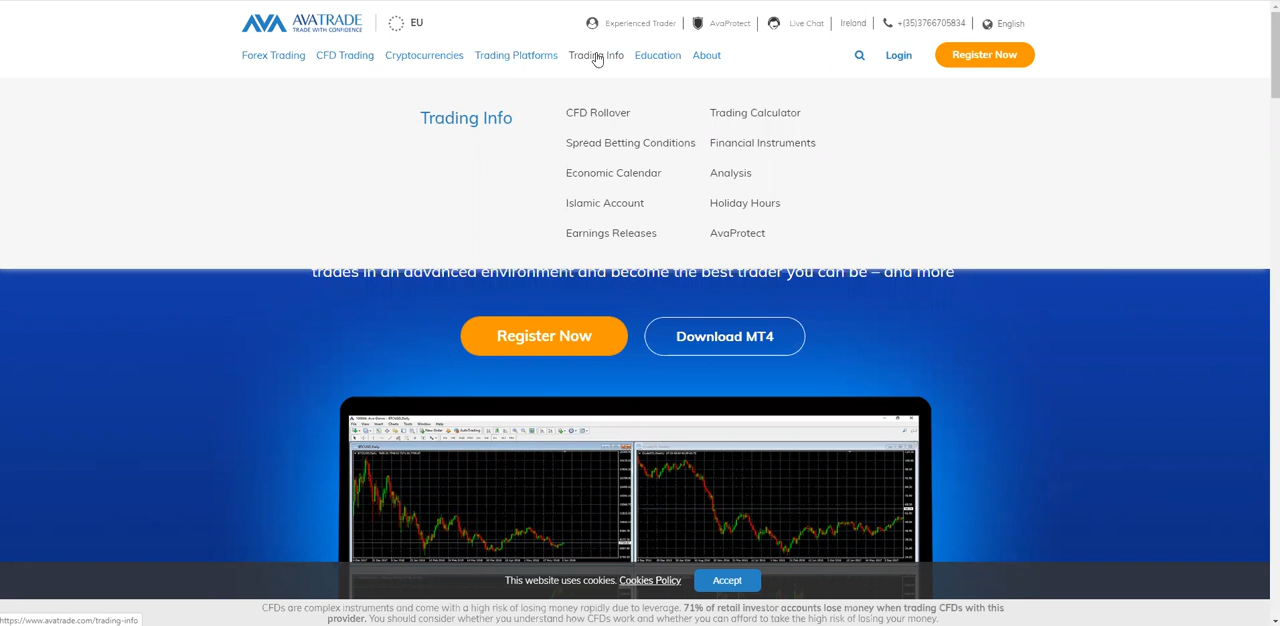 AVATRADE
TRADE WITH CONFIDENCE
EU
Experienced Trader
AvaProtect
Live Chat
Ireland
+(35)3766705834
English
Forex Trading
CFD Trading
Cryptocurrencies
Trading Platforms
Trading Info
Education
About
Login
Register Now
Trading Info
CFD Rollover
Trading Calculator
Spread Betting Conditions
Financial Instruments
Economic Calendar
Analysis
Islamic Account
Holiday Hours
Earnings Releases
AvaProtect
trades in an advanced environment and become the best trader you can be – and more
Register Now
Download MT4
This website uses cookies. Cookies Policy
Accept
CFDs are complex instruments and come with a high risk of losing money rapidly due to leverage. 71% of retail investor accounts lose money when trading CFDs with this
provider. You should consider whether you understand how CFDs work and whether you can afford to take the high risk of losing your money.
https://www.avatrade.com/trading-info